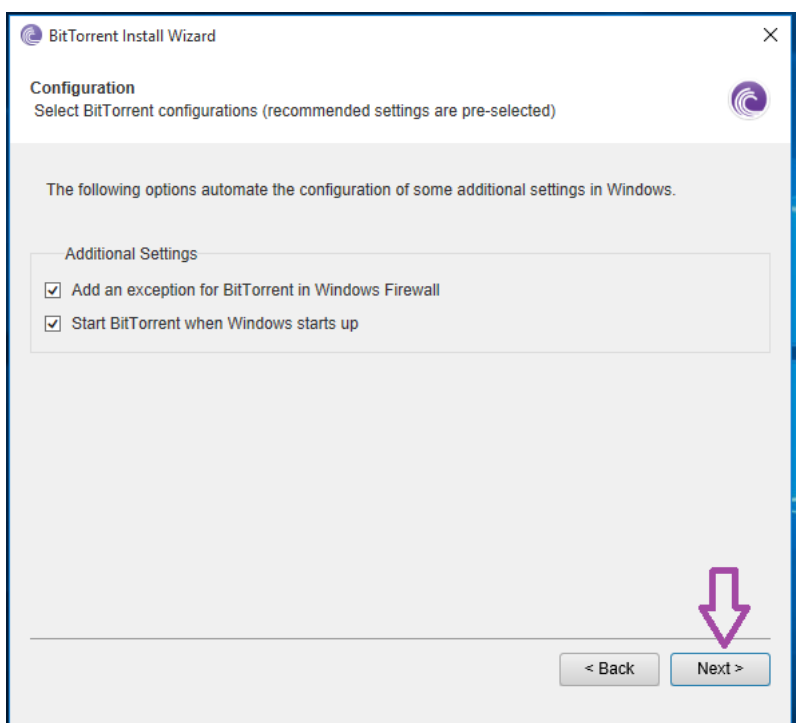 BitTorrent Install Wizard
Configuration
Select BitTorrent configurations (recommended settings are pre-selected)
The following options automate the configuration of some additional settings in Windows.
Additional Settings
Add an exception for BitTorrent in Windows Firewall
Start BitTorrent when Windows starts up
< Back
Next >